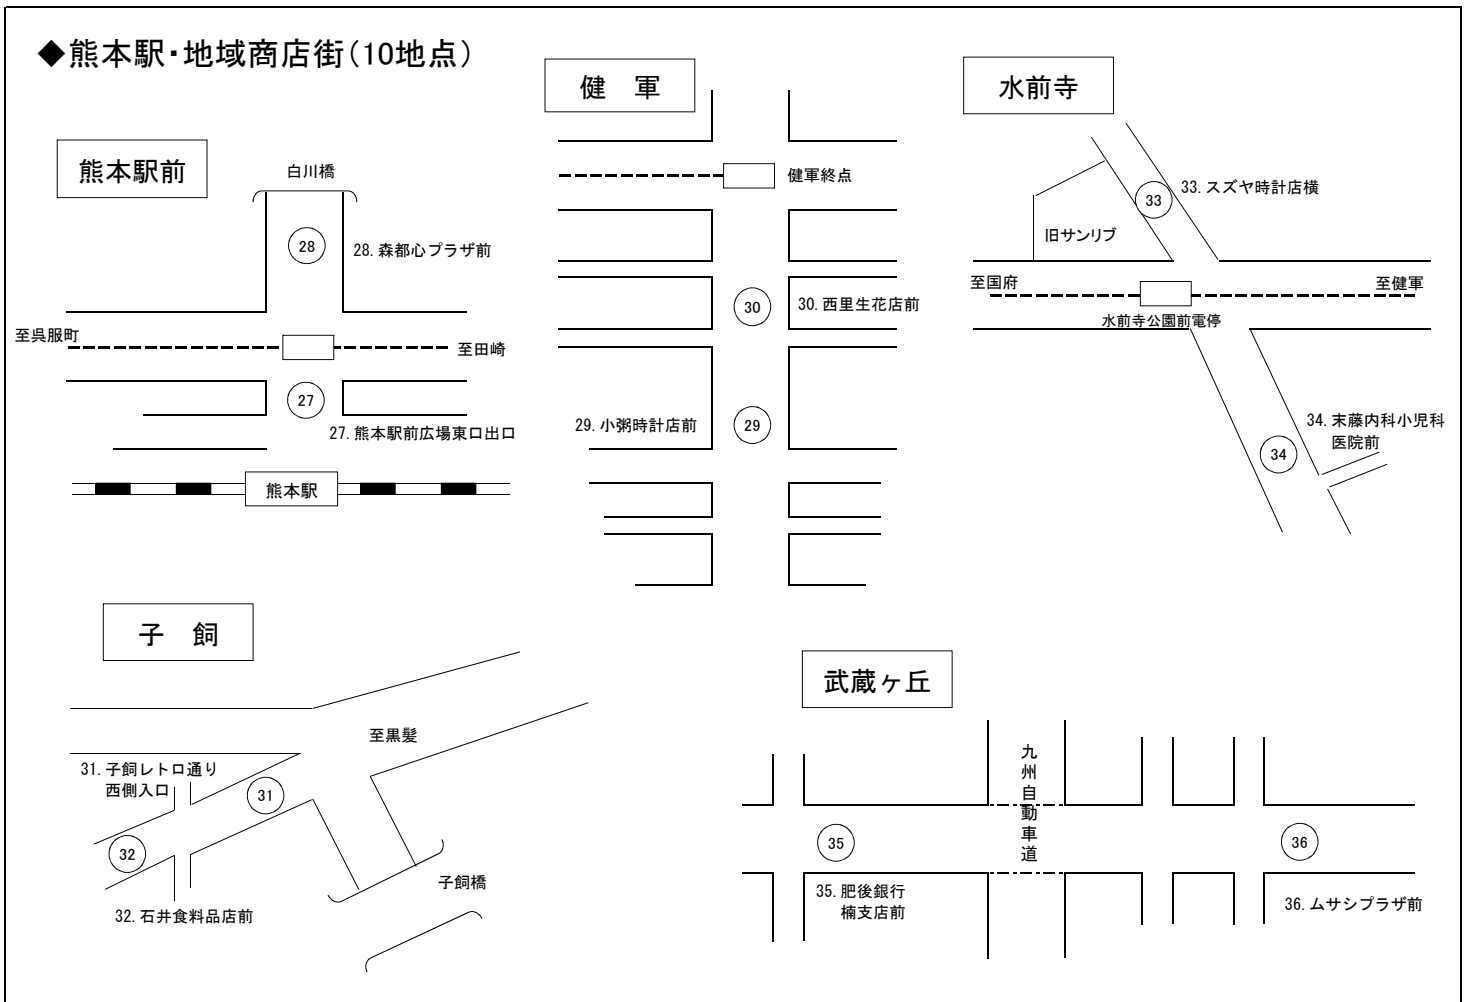 ◆熊本駅・地域商店街(10地点)
熊本駅前
白川橋
28
28. 森都心プラザ前
至呉服町
至田崎
27
27. 熊本駅前広場東口出口
熊本駅
健　軍
健軍終点
30
30. 西里生花店前
29. 小粥時計店前
29
水前寺
33
33. スズヤ時計店横
旧サンリブ
至国府
至健軍
水前寺公園前電停
34. 末藤内科小児科
医院前
34
子　飼
至黒髪
31. 子飼レトロ通り
西側入口
31
32
子飼橋
32. 石井食料品店前
武蔵ヶ丘
九州自動車道
35
36
35. 肥後銀行
楠支店前
36. ムサシプラザ前